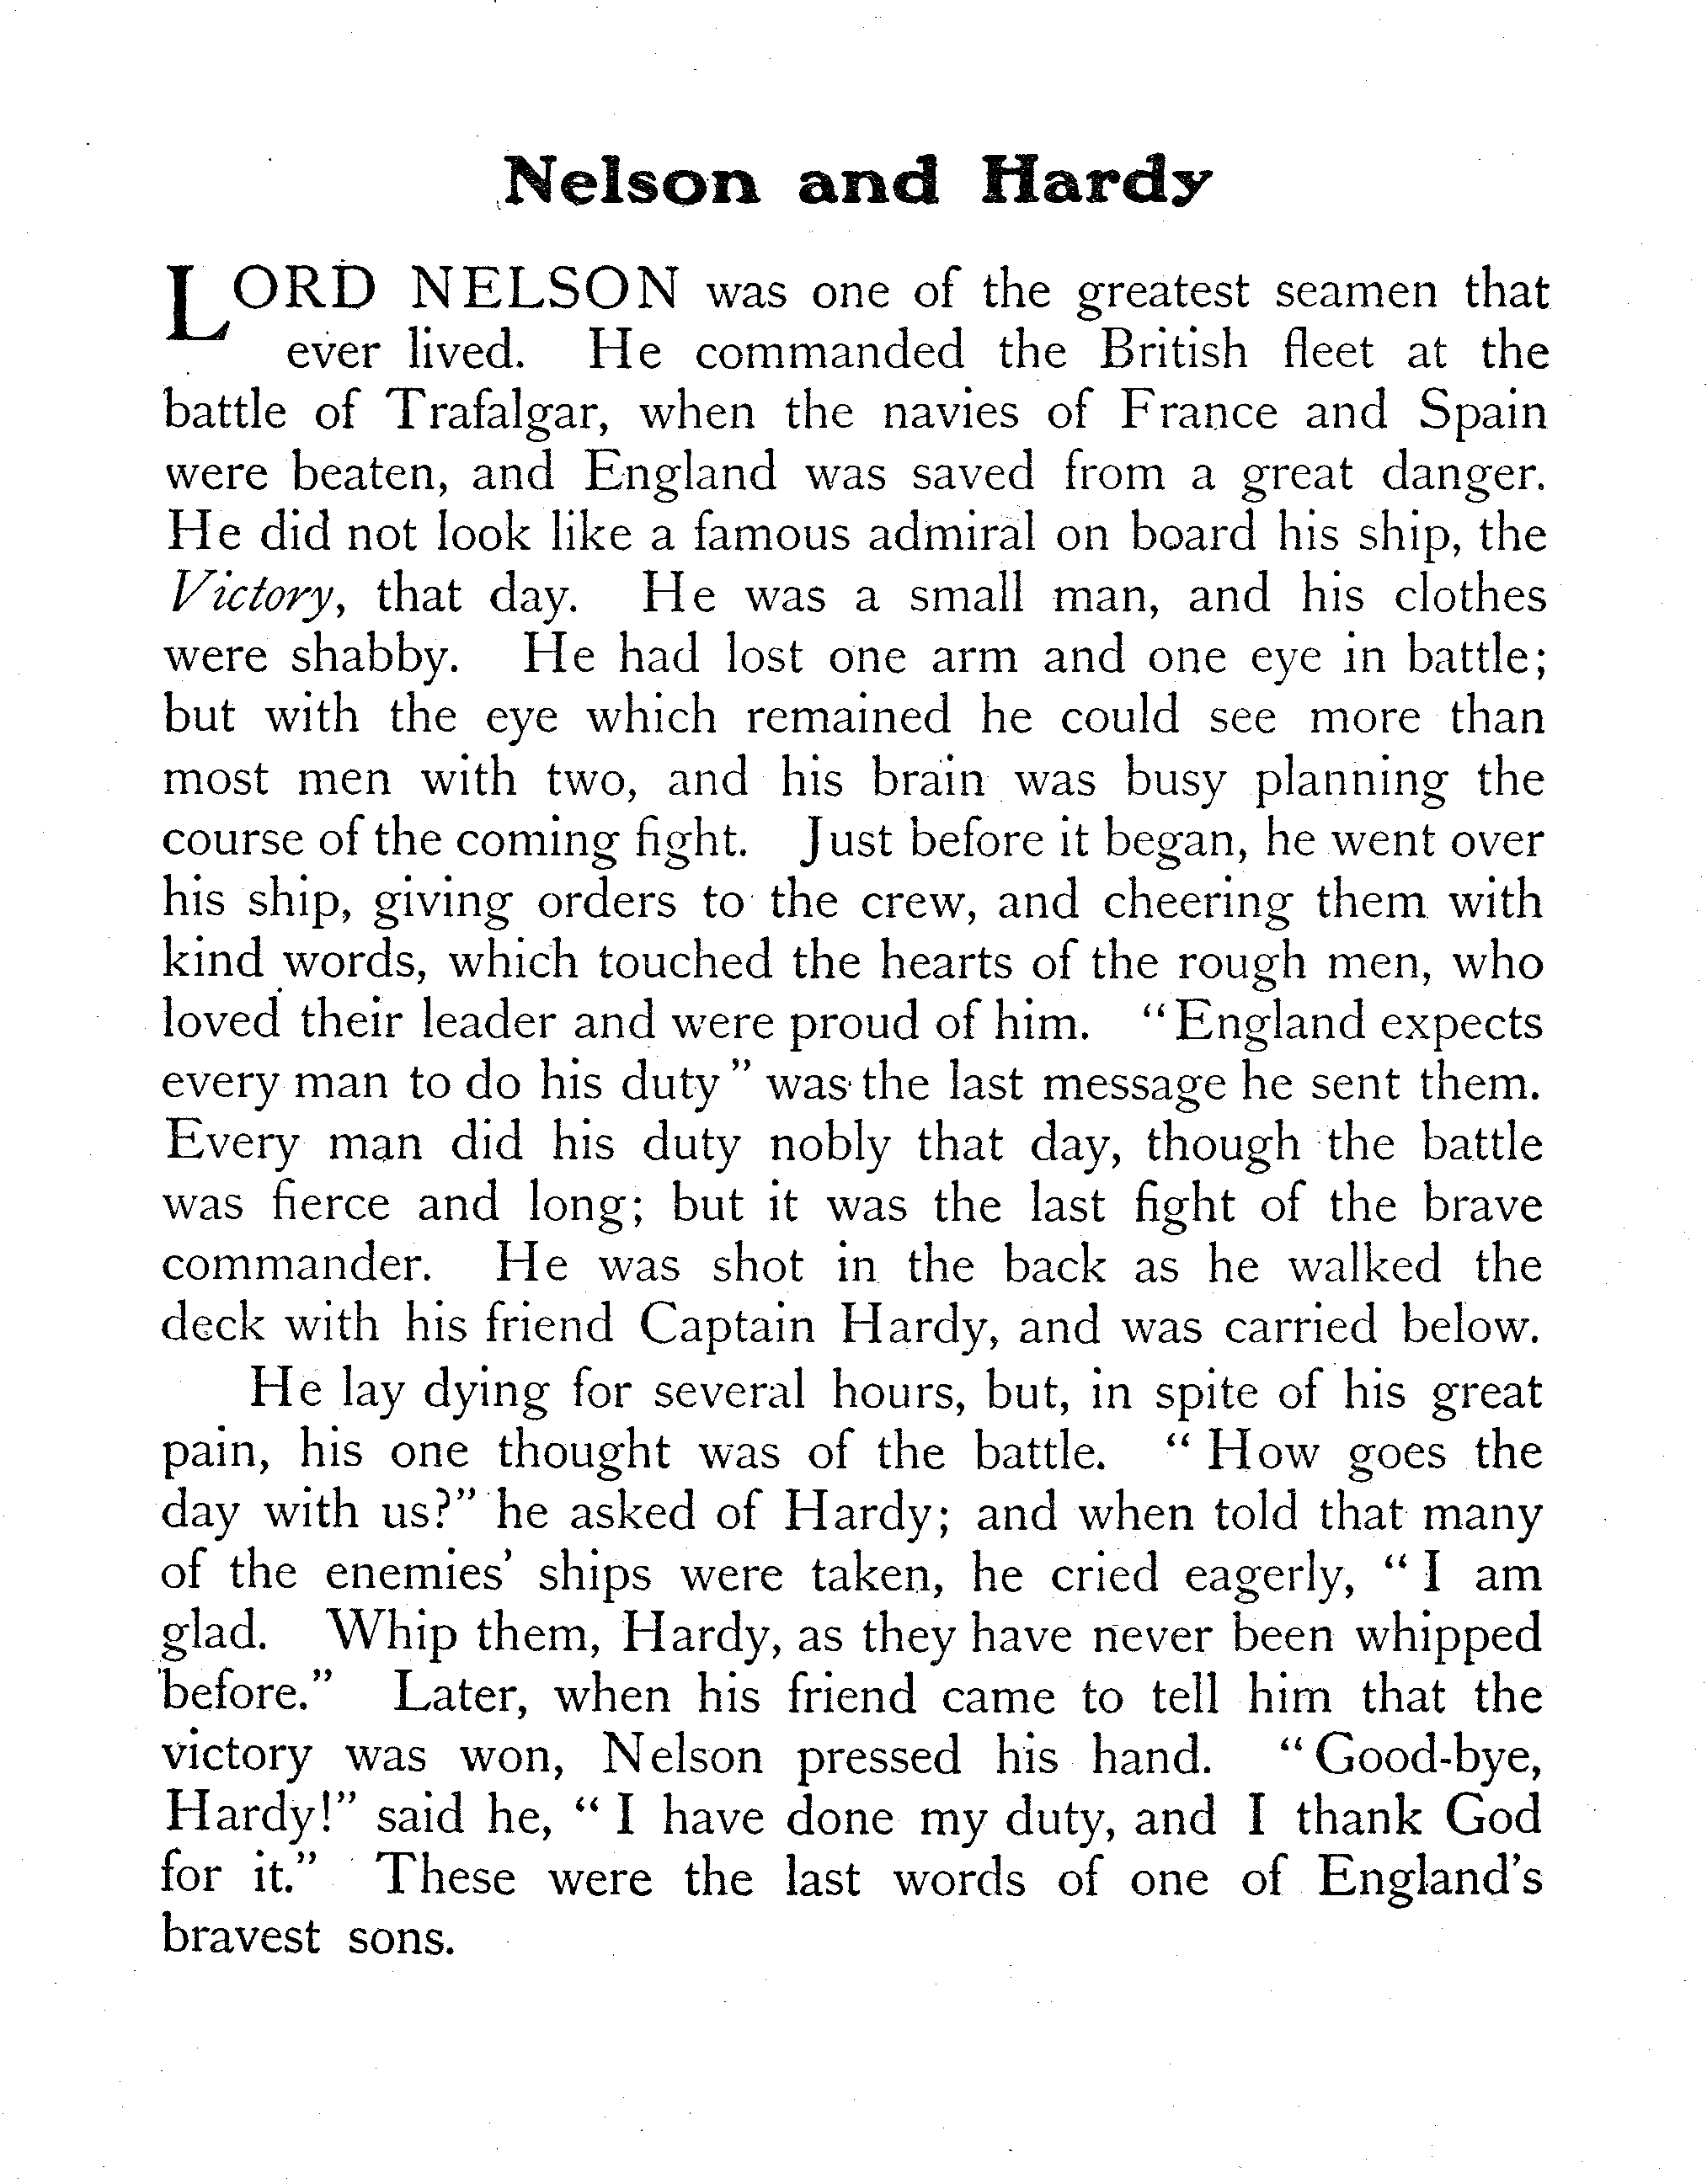 Nelson and Hardy
LORD NELSON was one of the greatest seamen that
ever lived. He commanded the British fleet at the
battle of Trafalgar, when the navies of France and Spain
were beaten, and England was saved from a great danger.
He did not look like a famous admiral on board his ship, the
Victory, that day. He was a small man, and his clothes
were shabby. He had lost one arm and one eye in battle;
but with the eye which remained he could see more than
most men with two, and his brain was busy planning the
course of the coming fight. Just before it began, he went over
his ship, giving orders to the crew, and cheering them with
kind words, which touched the hearts of the rough men, who
loved their leader and were proud of him. "England expects
every man to do his duty" was the last message he sent them.
Every man did his duty nobly that day, though the battle
was fierce and long; but it was the last fight of the brave
commander. He was shot in the back as he walked the
deck with his friend Captain Hardy, and was carried below.
He lay dying for several hours, but, in spite of his great
pain, his one thought was of the battle. "How goes the
day with us?" he asked of Hardy; and when told that many
of the enemies' ships were taken, he cried eagerly, "I am
glad. Whip them, Hardy, as they have never been whipped
before." Later, when his friend came to tell him that the
victory was won, Nelson pressed his hand. "Good-bye,
Hardy!" said he, "I have done my duty, and I thank God
for it." These were the last words of one of England's
bravest sons.